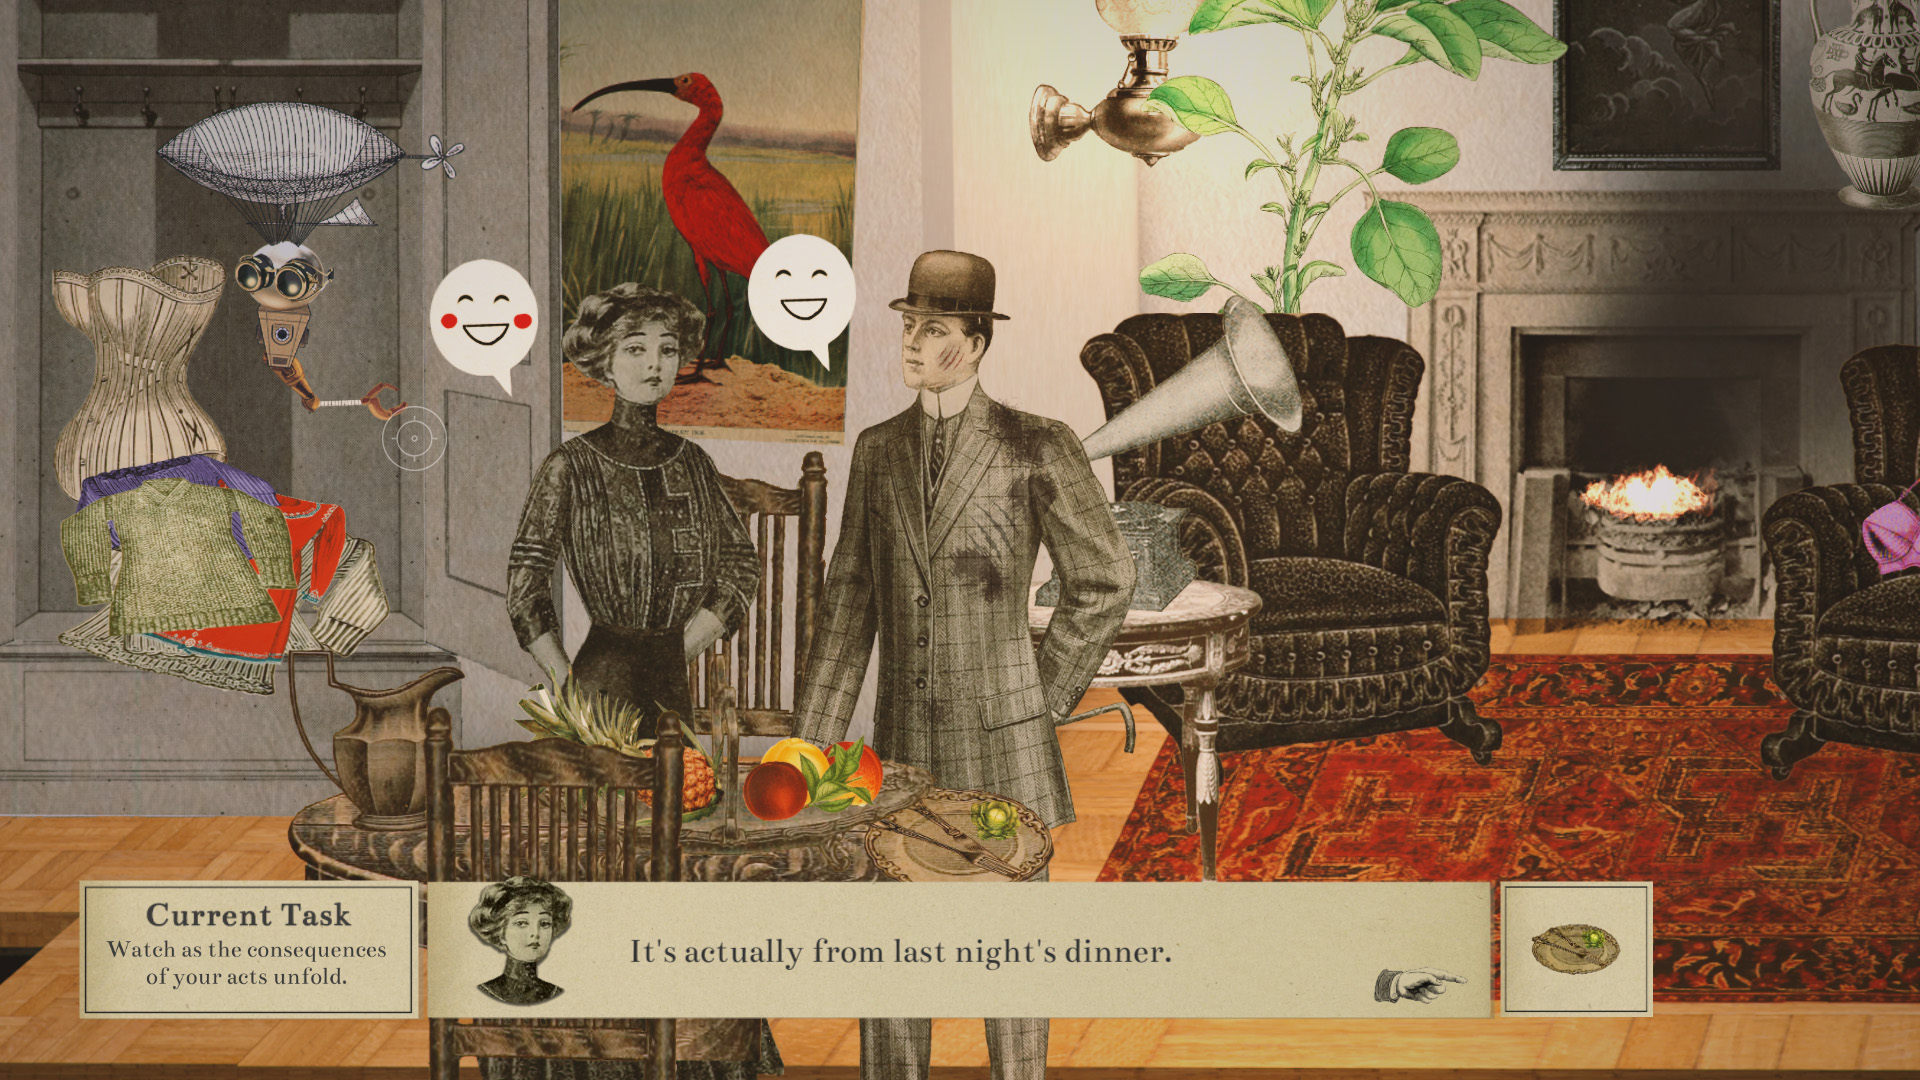 Current Task
Watch as the consequences
of your acts unfold.
It's actually from last night's dinner.